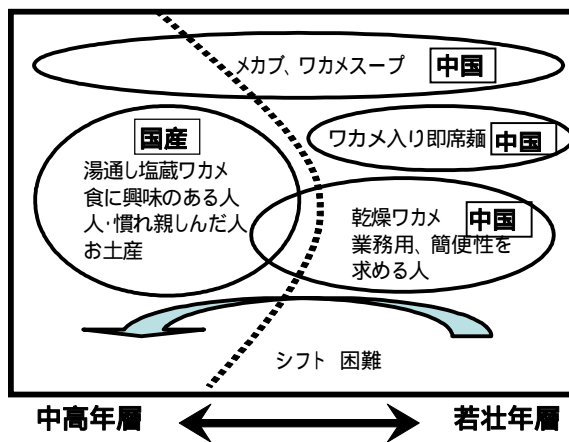 メカブ、ワカメスープ 中国
国産
湯通し塩蔵ワカメ
食に興味のある人
人・慣れ親しんだ人
お土産
ワカメ入り即席麺 中国
乾燥ワカメ 中国
業務用、簡便性を
求める人
シフト 困難
中高年層 若壮年層